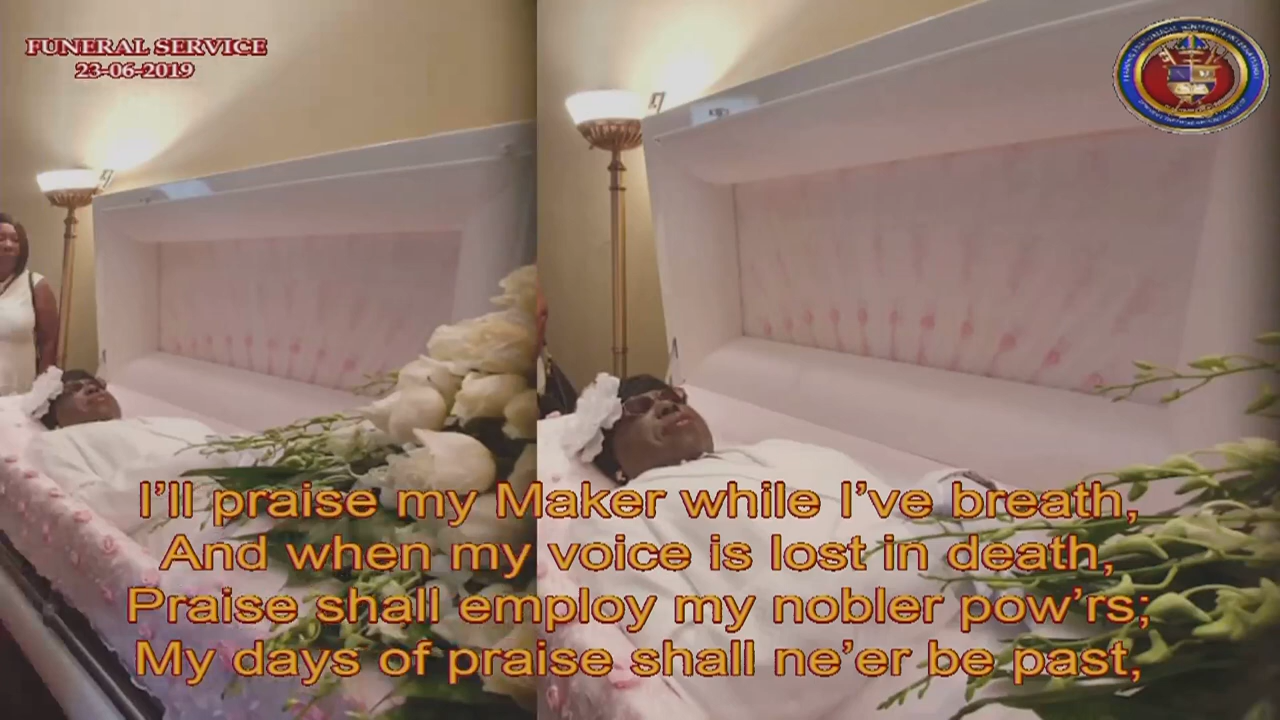 FUNERAL SERVICE
23-06-2019
I'll praise my Maker while I've breath,
And when my voice is lost in death,
Praise shall employ my nobler pow'rs;
My days of praise shall ne'er be past,